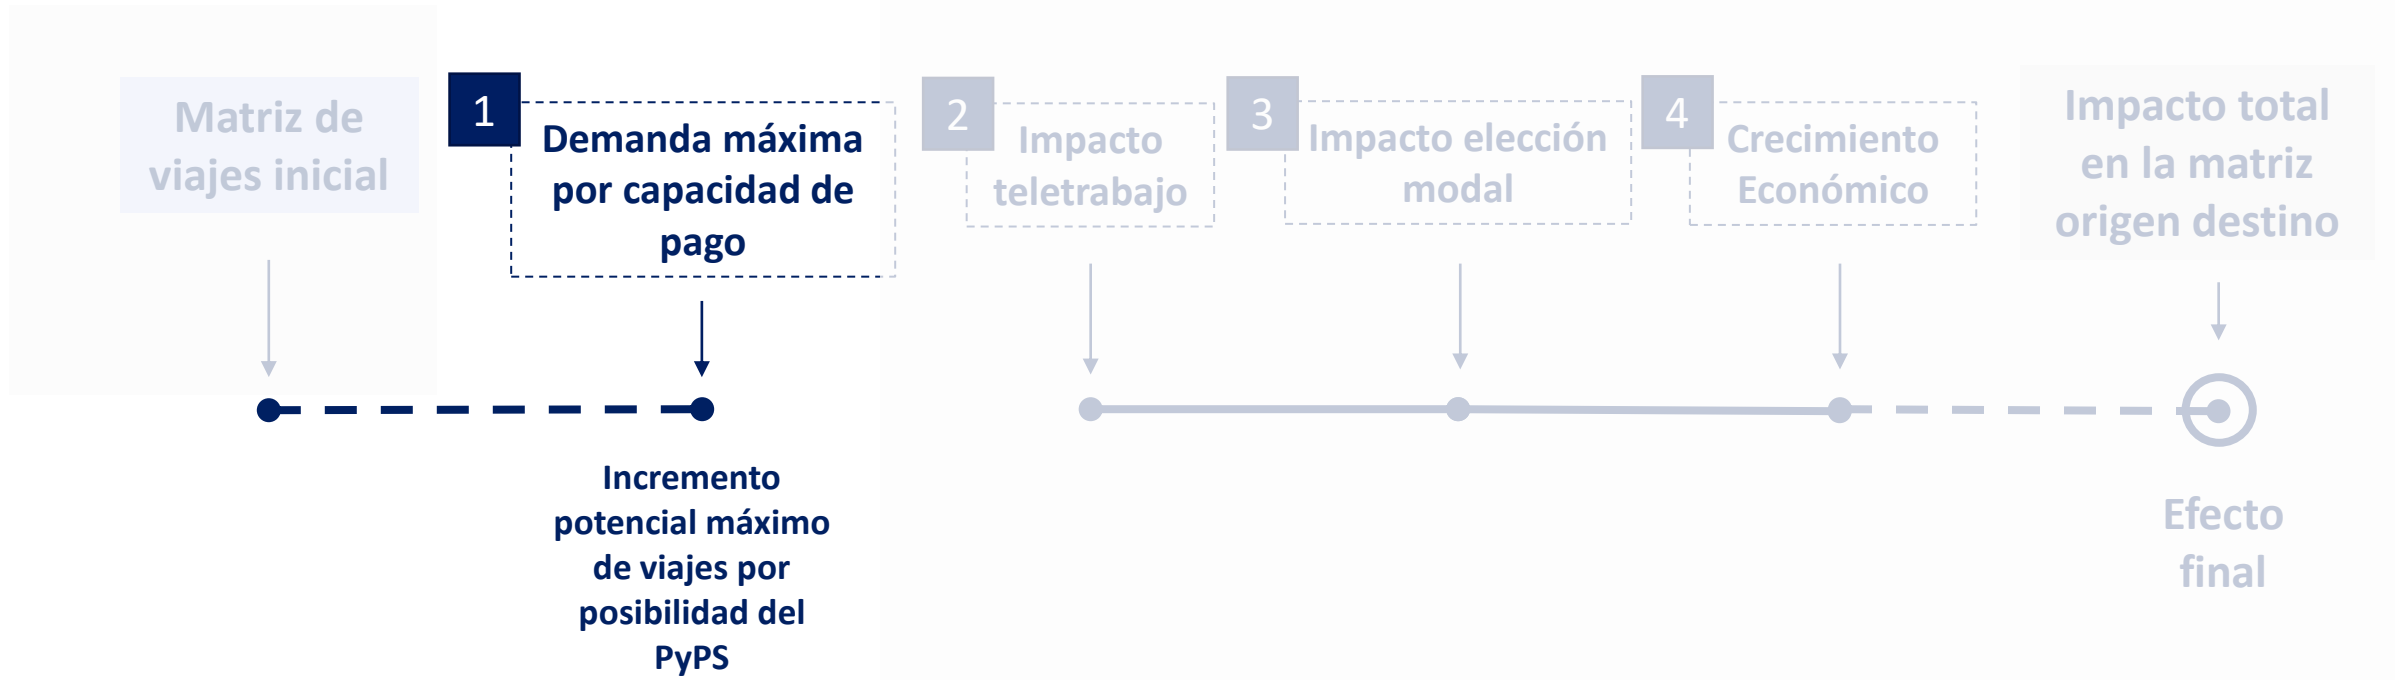 Matriz de
viajes inicial
1
Demanda máxima
por capacidad de
pago
2
Impacto
teletrabajo
3
Impacto elección
modal
4
Crecimiento
Económico
Impacto total
en la matriz
origen destino
Incremento
potencial máximo
de viajes por
posibilidad del
PyPS
Efecto
final